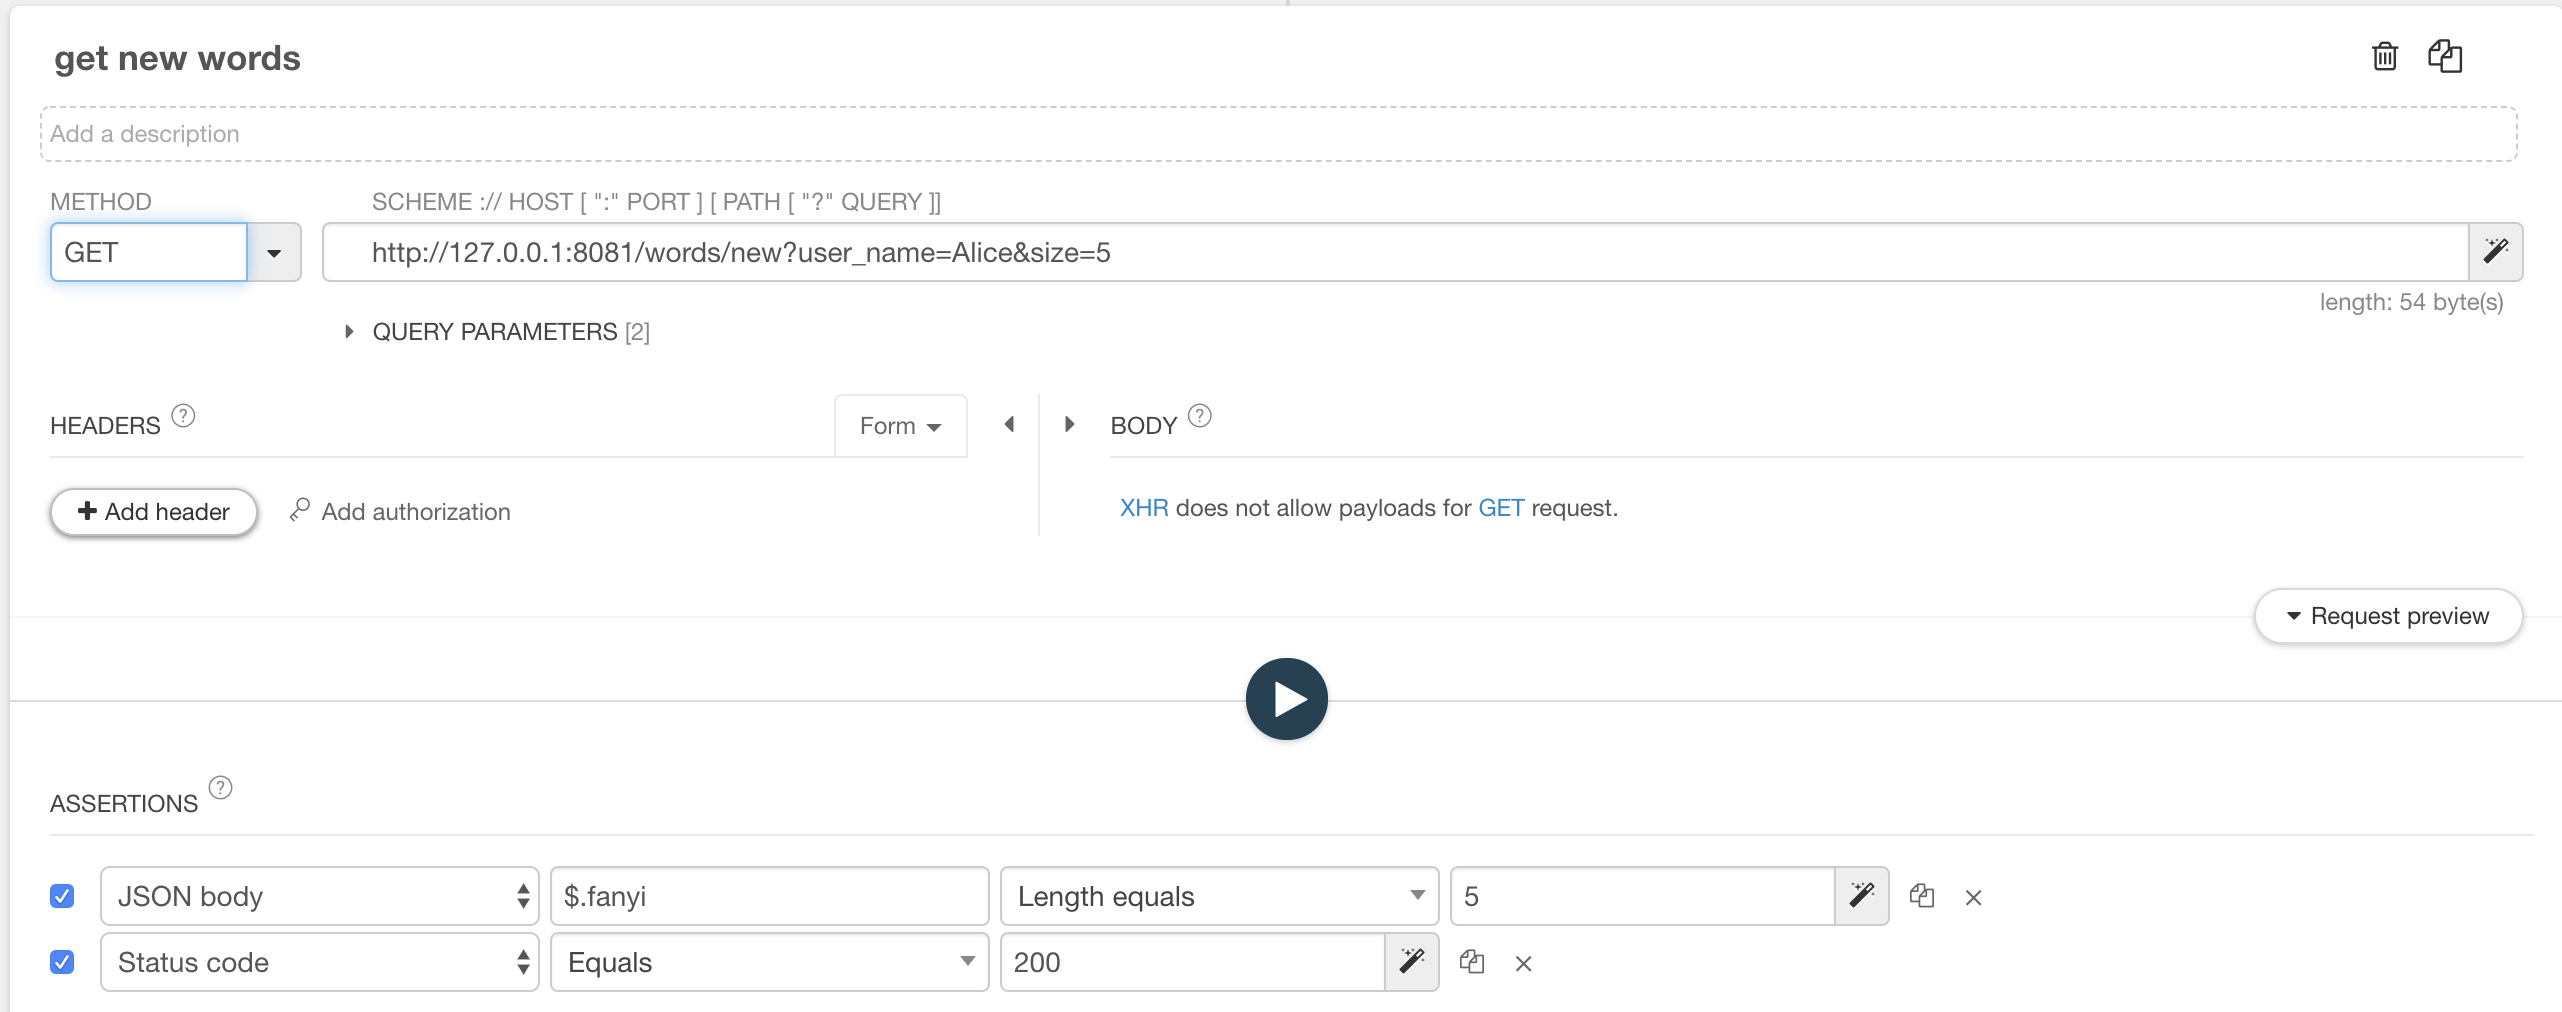 get new words
Add a description
METHOD SCHEME :// HOST [ ":" PORT ] [ PATH [ "?" QUERY ]]
GET http://127.0.0.1:8081/words/new?user_name=Alice&size=5
length: 54 byte(s)
QUERY PARAMETERS [2]
HEADERS ? Form BODY ?
+ Add header Add authorization XHR does not allow payloads for GET request.
Request preview
ASSERTIONS ?
JSON body $.fanyi Length equals 5
Status code Equals 200